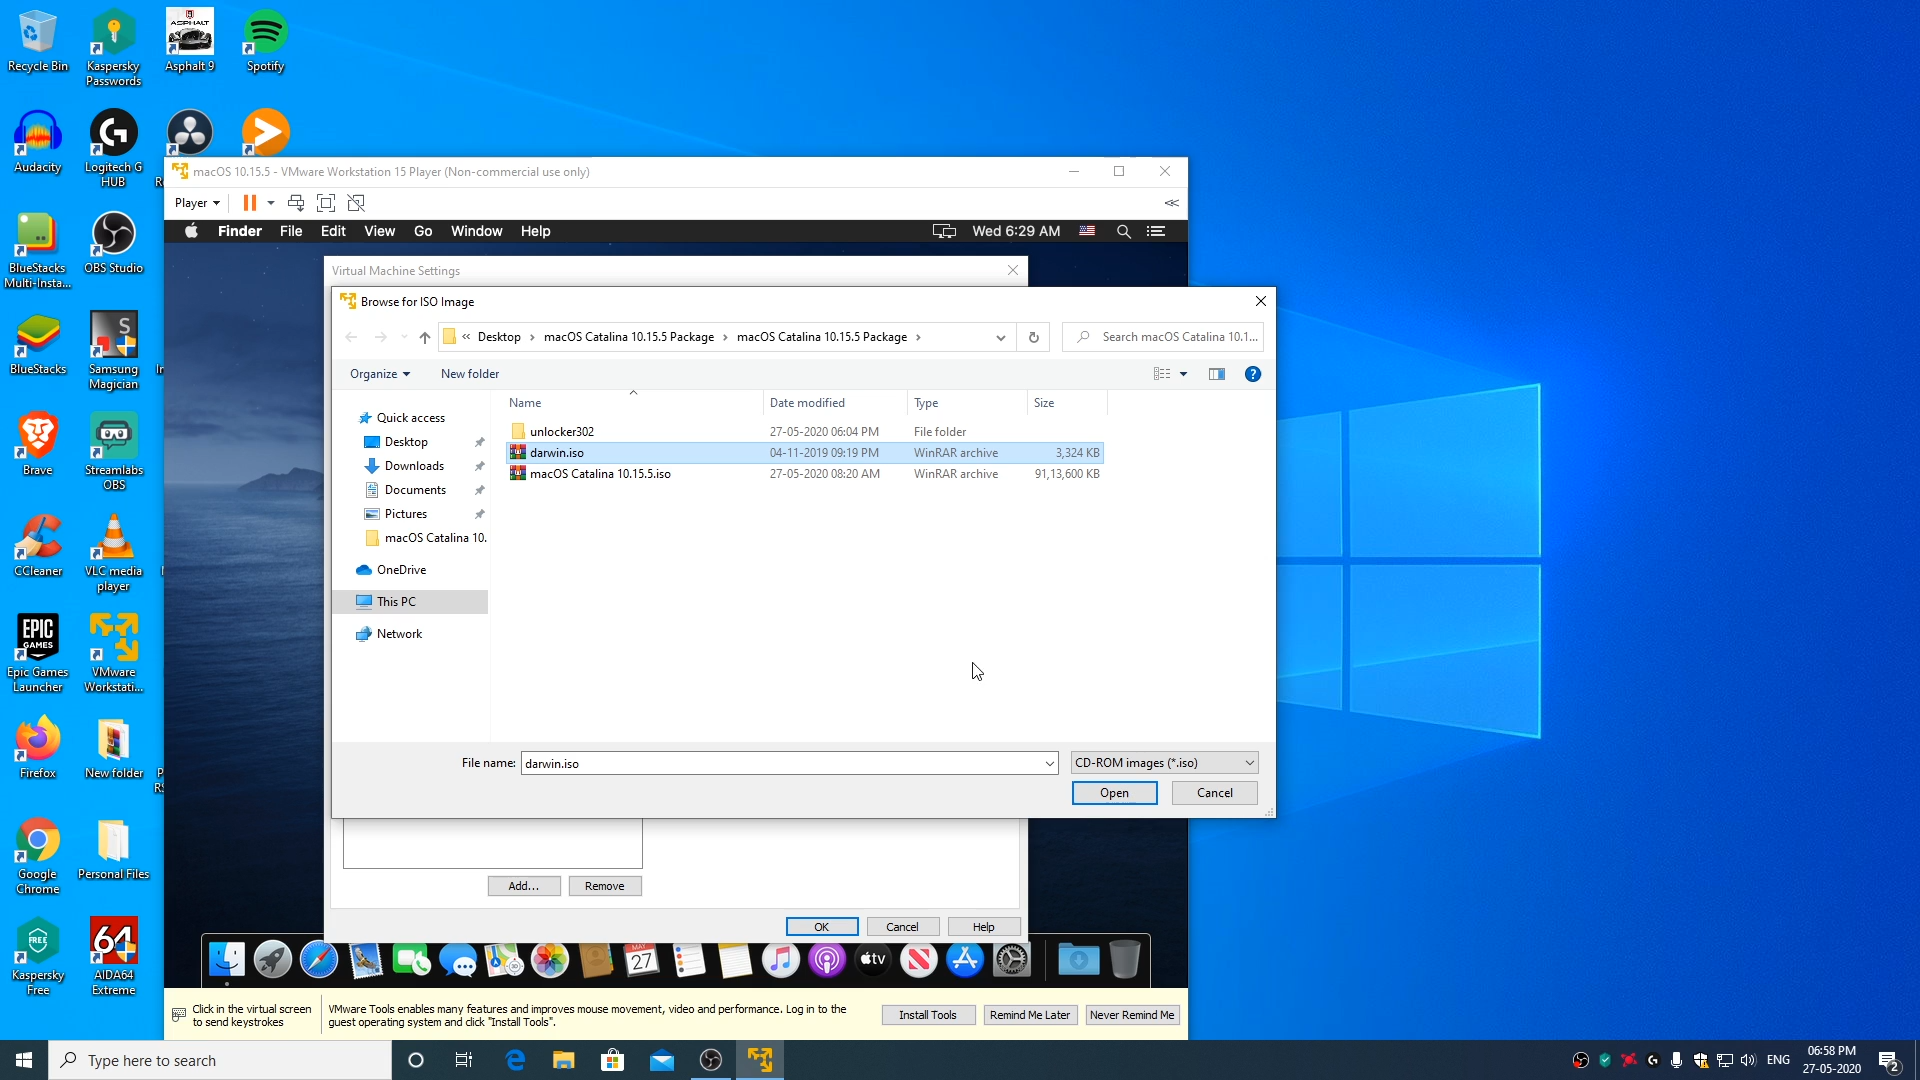 Recycle Bin
Kaspersky
Passwords
ASPHALT
Asphalt 9
Spotify
Audacity
Logitech G
HUB
BlueStacks
Multi-Insta...
OBS Studio
BlueStacks
Samsung
Magician
Brave
Streamlabs
OBS
CCleaner
VLC media
player
EPIC
GAMES
Epic Games
Launcher
VMware
Workstati...
Firefox
New folder
Google
Chrome
Personal Files
FREE
Kaspersky
Free
64
AIDA64
Extreme
macOS 10.15.5 - VMware Workstation 15 Player (Non-commercial use only)
Player
Finder File Edit View Go Window Help
Wed 6:29 AM
Virtual Machine Settings
Browse for ISO Image
« Desktop › macOS Catalina 10.15.5 Package › macOS Catalina 10.15.5 Package ›
Search macOS Catalina 10.1...
Organize New folder
Quick access
Desktop
Downloads
Documents
Pictures
macOS Catalina 10.
OneDrive
This PC
Network
Name Date modified Type Size
unlocker302 27-05-2020 06:04 PM File folder
darwin.iso 04-11-2019 09:19 PM WinRAR archive 3,324 KB
macOS Catalina 10.15.5.iso 27-05-2020 08:20 AM WinRAR archive 91,13,600 KB
File name: darwin.iso
CD-ROM images (*.iso)
Open Cancel
Add... Remove
OK Cancel Help
MAY
27
tv
Click in the virtual screen
to send keystrokes
VMware Tools enables many features and improves mouse movement, video and performance. Log in to the
guest operating system and click "Install Tools".
Install Tools Remind Me Later Never Remind Me
Type here to search
ENG
06:58 PM
27-05-2020
2